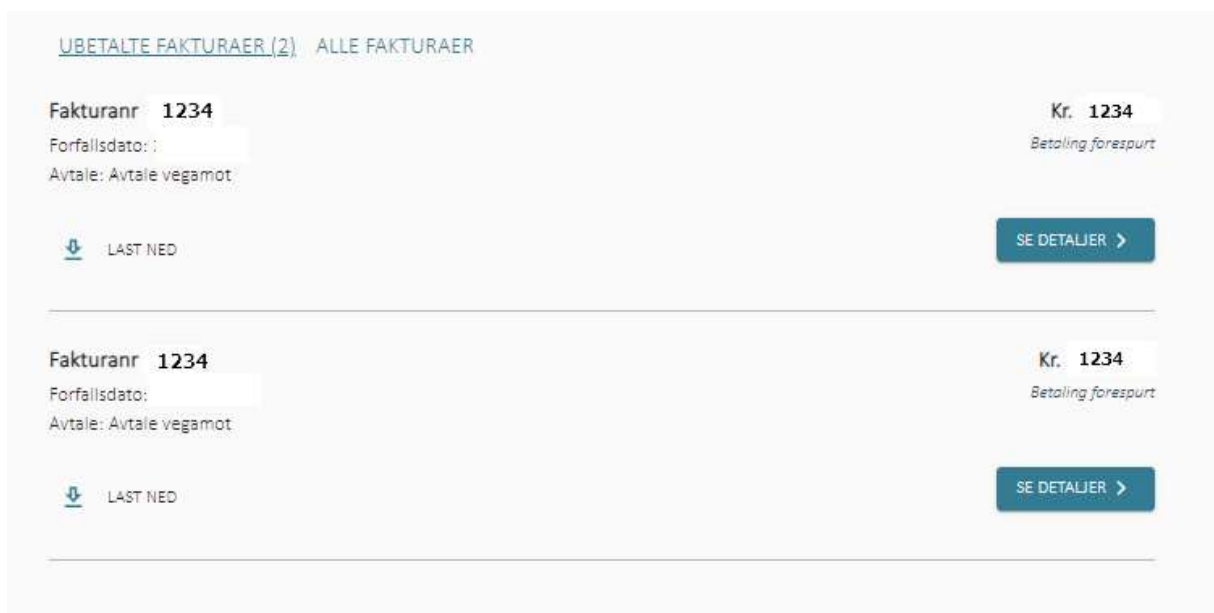 UBETALTE FAKTURAER (2) ALLE FAKTURAER
Fakturanr 1234 Kr. 1234
Forfallsdato: Betaling forespurt
Avtale: Avtale vegamot
LAST NED SE DETALJER
Fakturanr 1234 Kr. 1234
Forfallsdato: Betaling forespurt
Avtale: Avtale vegamot
LAST NED SE DETALJER